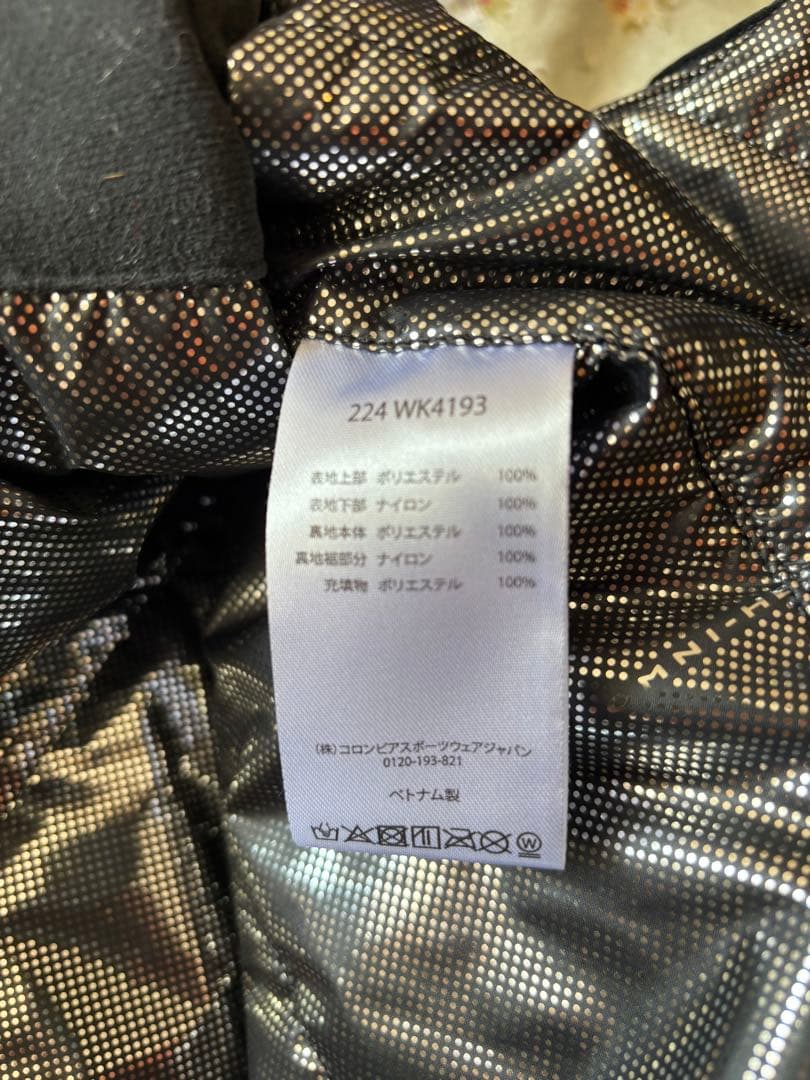 224 WK4193
表地上部 ポリエステル 100%
表地下部 ナイロン 100%
裏地本体 ポリエステル 100%
裏地裾部分 ナイロン 100%
充填物 ポリエステル 100%
(株)コロンビアスポーツウェアジャパン
0120-193-821
ベトナム製
W